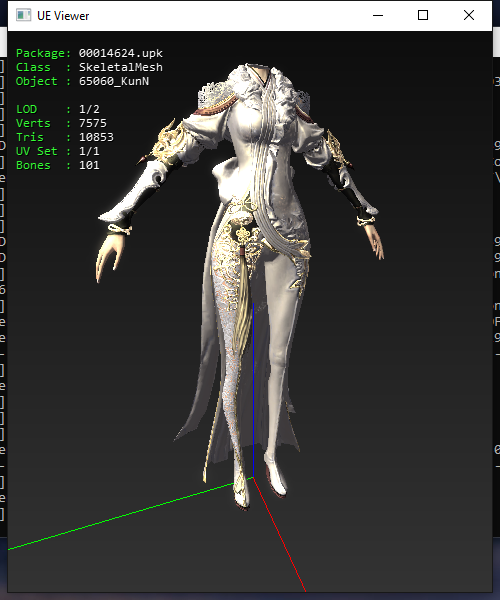 UE Viewer
Package: 00014624.upk
Class : SkeletalMesh
Object : 65060_KunN
LOD : 1/2
Verts : 7575
Tris : 10853
UV Set : 1/1
Bones : 101